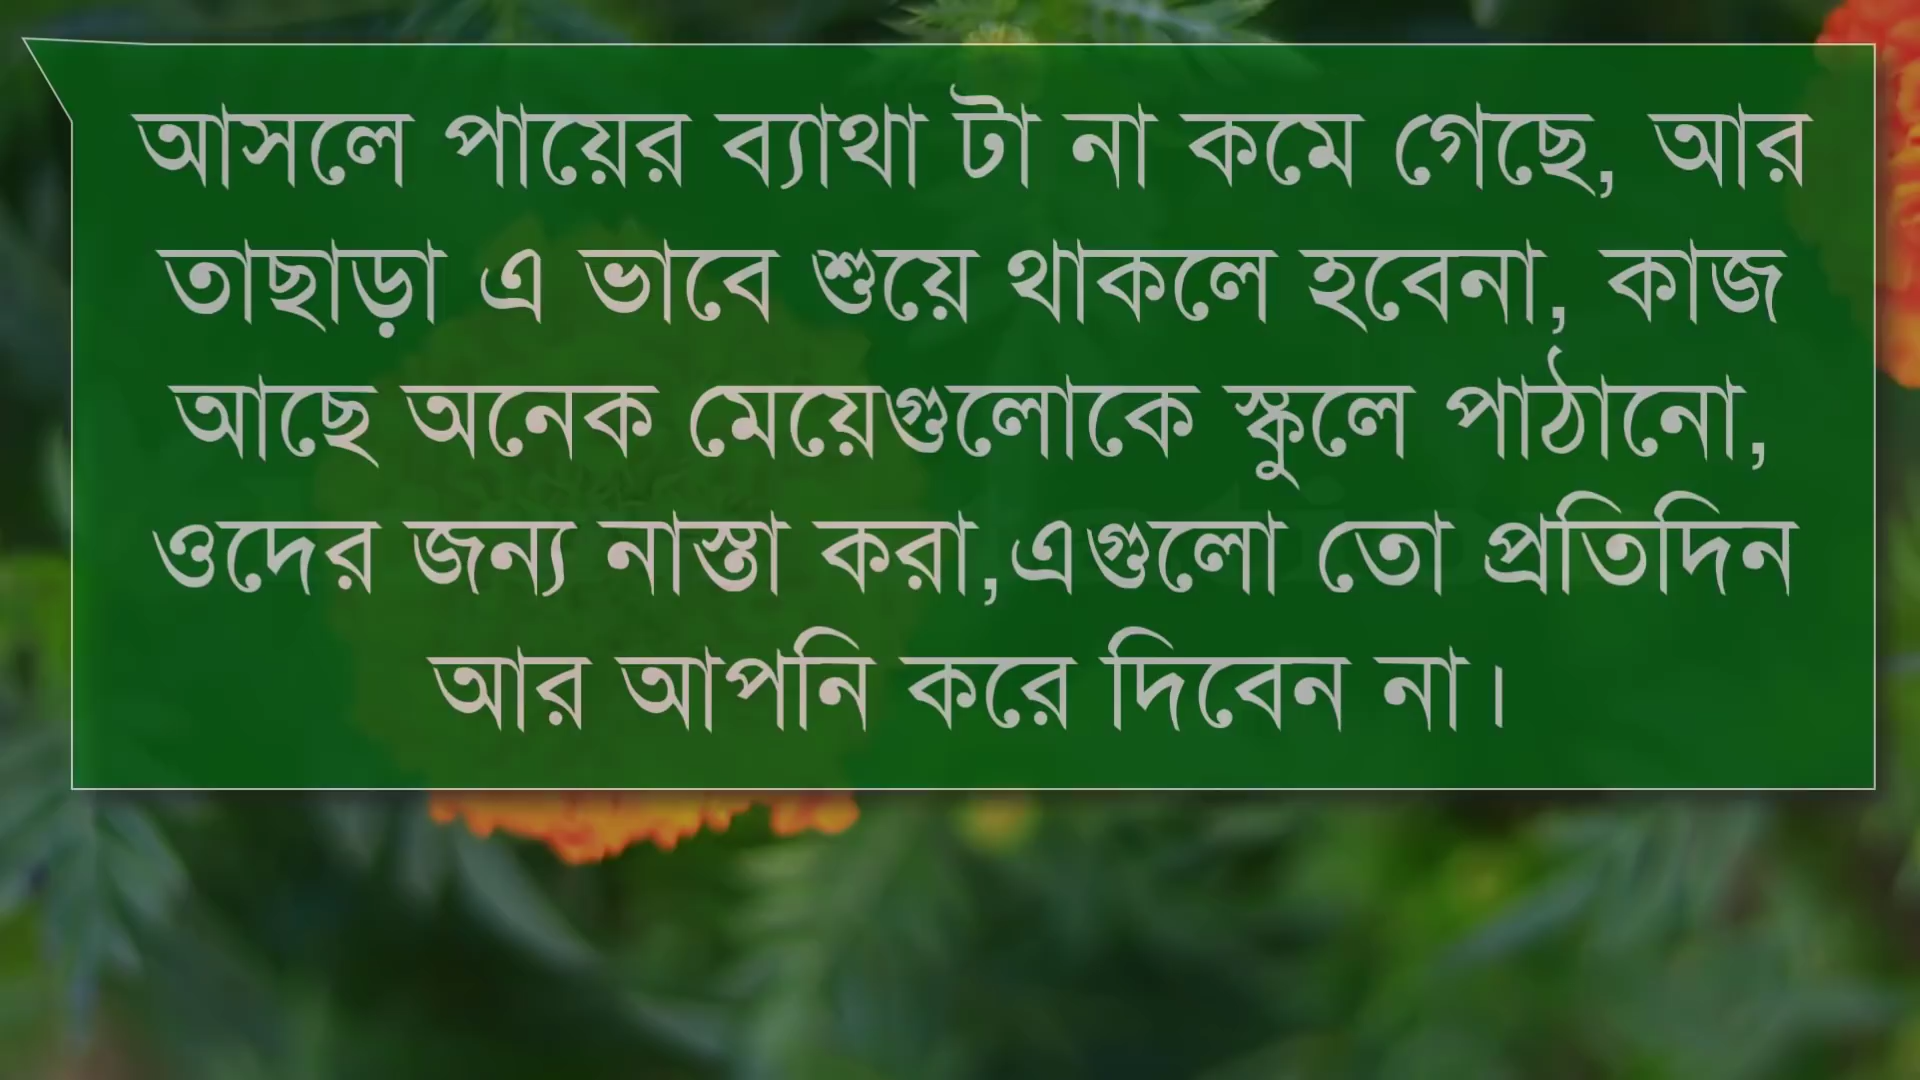 আসলে পায়ের ব্যাথা টা না কমে গেছে, আর
তাছাড়া এ ভাবে শুয়ে থাকলে হবেনা, কাজ
আছে অনেক মেয়েগুলোকে স্কুলে পাঠানো,
ওদের জন্য নাস্তা করা,এগুলো তো প্রতিদিন
আর আপনি করে দিবেন না।